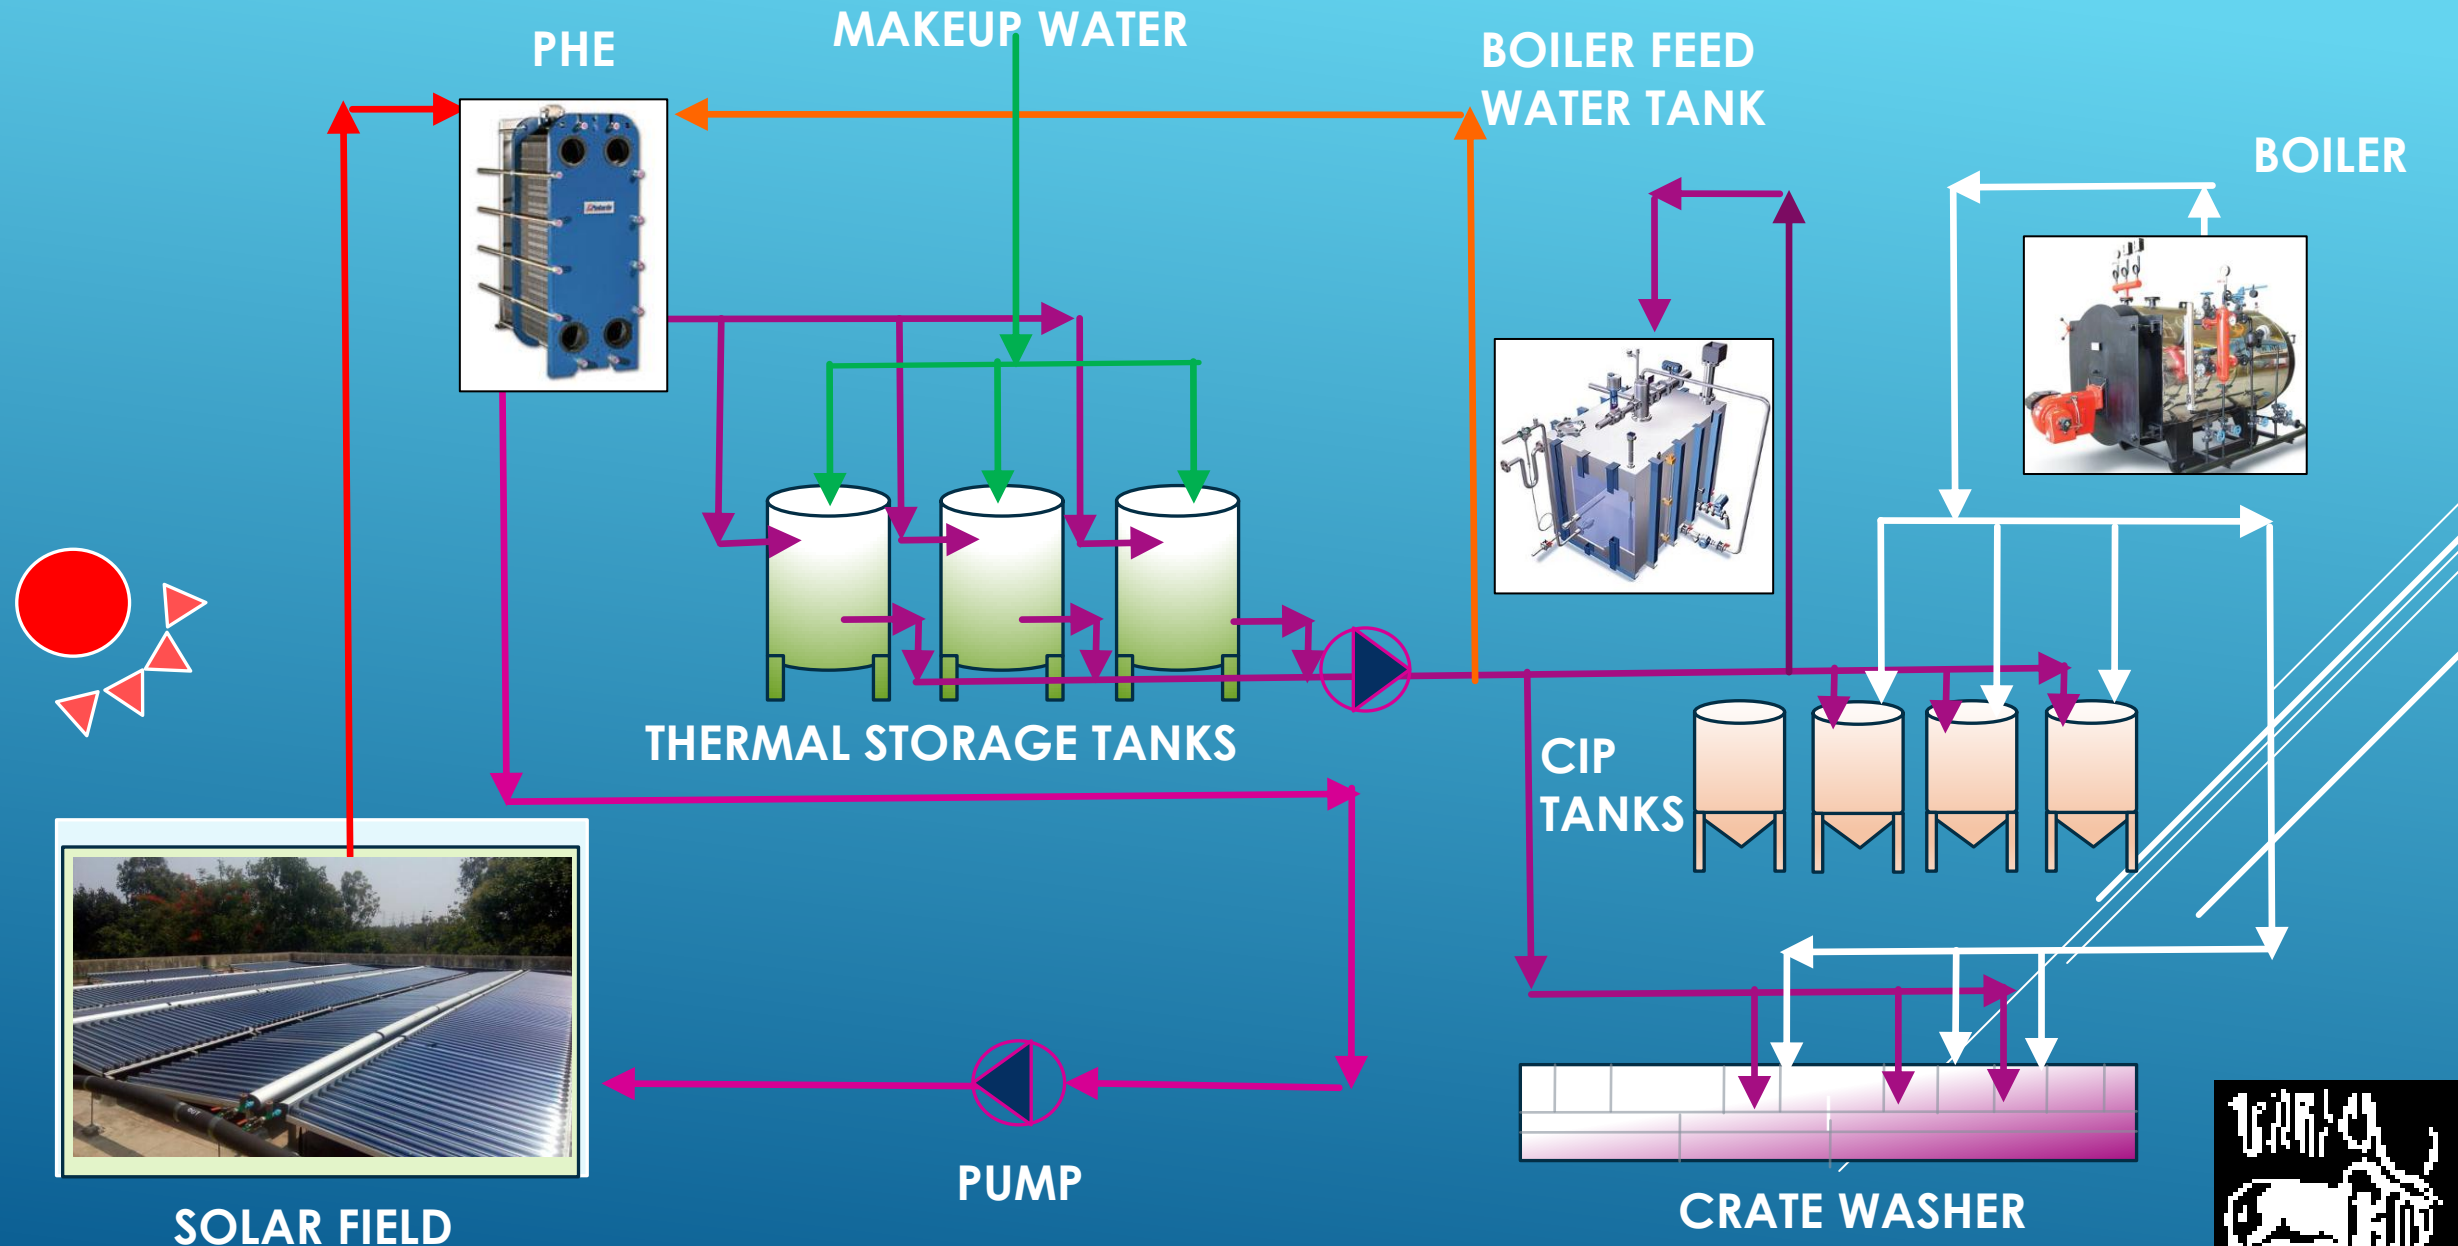 MAKEUP WATER
PHE
BOILER FEED
WATER TANK
BOILER
THERMAL STORAGE TANKS
CIP
TANKS
PUMP
CRATE WASHER
SOLAR FIELD